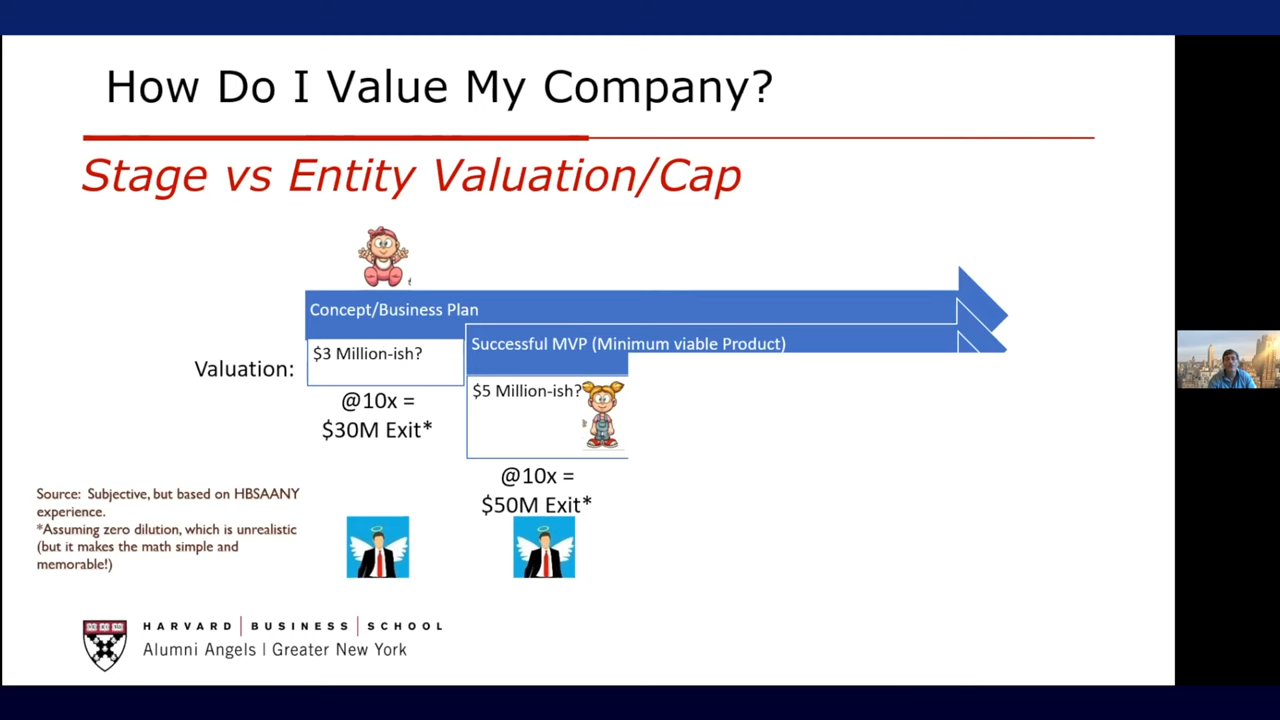 How Do I Value My Company?
Stage vs Entity Valuation/Cap
Concept/Business Plan
Successful MVP (Minimum viable Product)
Valuation:
$3 Million-ish?
$5 Million-ish?
@10x =
$30M Exit*
@10x =
$50M Exit*
Source: Subjective, but based on HBSAANY
experience.
*Assuming zero dilution, which is unrealistic
(but it makes the math simple and
memorable!)
HARVARD | BUSINESS | SCHOOL
Alumni Angels | Greater New York